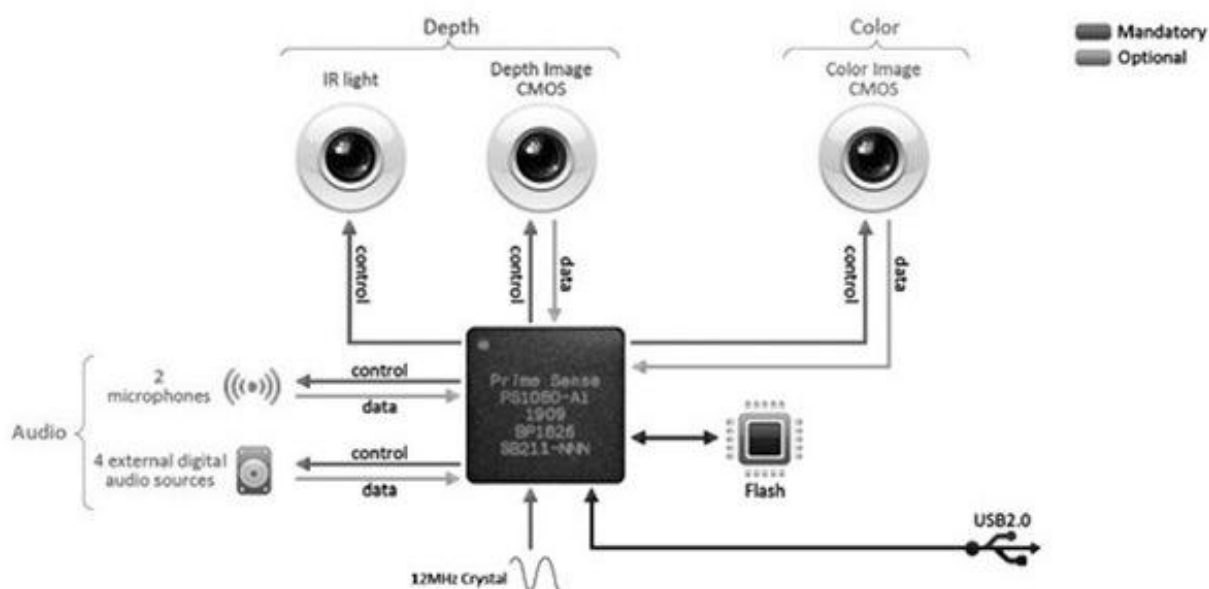 Depth
Color
Mandatory
Optional
IR light
Depth Image
CMOS
Color Image
CMOS
control
control
data
control
data
2
microphones
control
data
Audio
4 external digital
audio sources
control
data
Prime Sense
PS1080-A1
1909
BP1826
SB211-NNN
Flash
USB2.0
12MHz Crystal